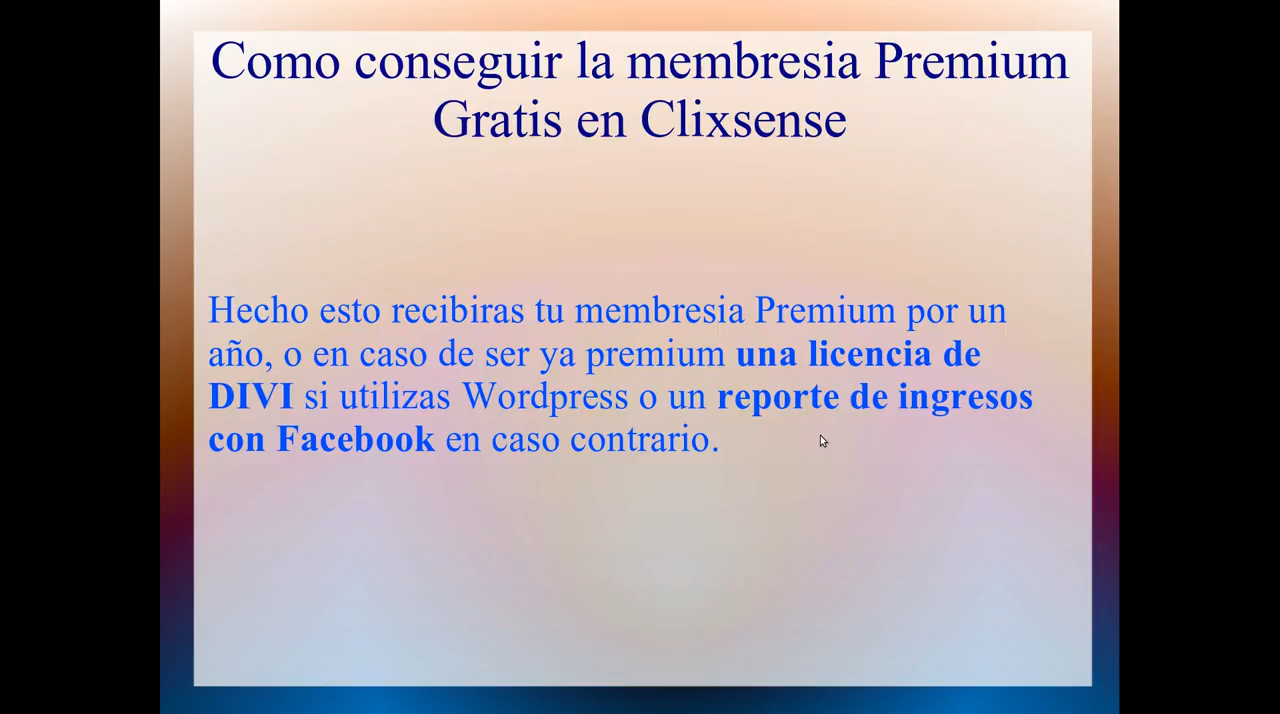 Como conseguir la membresia Premium
Gratis en Clixsense
Hecho esto recibiras tu membresia Premium por un
año, o en caso de ser ya premium una licencia de
DIVI si utilizas Wordpress o un reporte de ingresos
con Facebook en caso contrario.